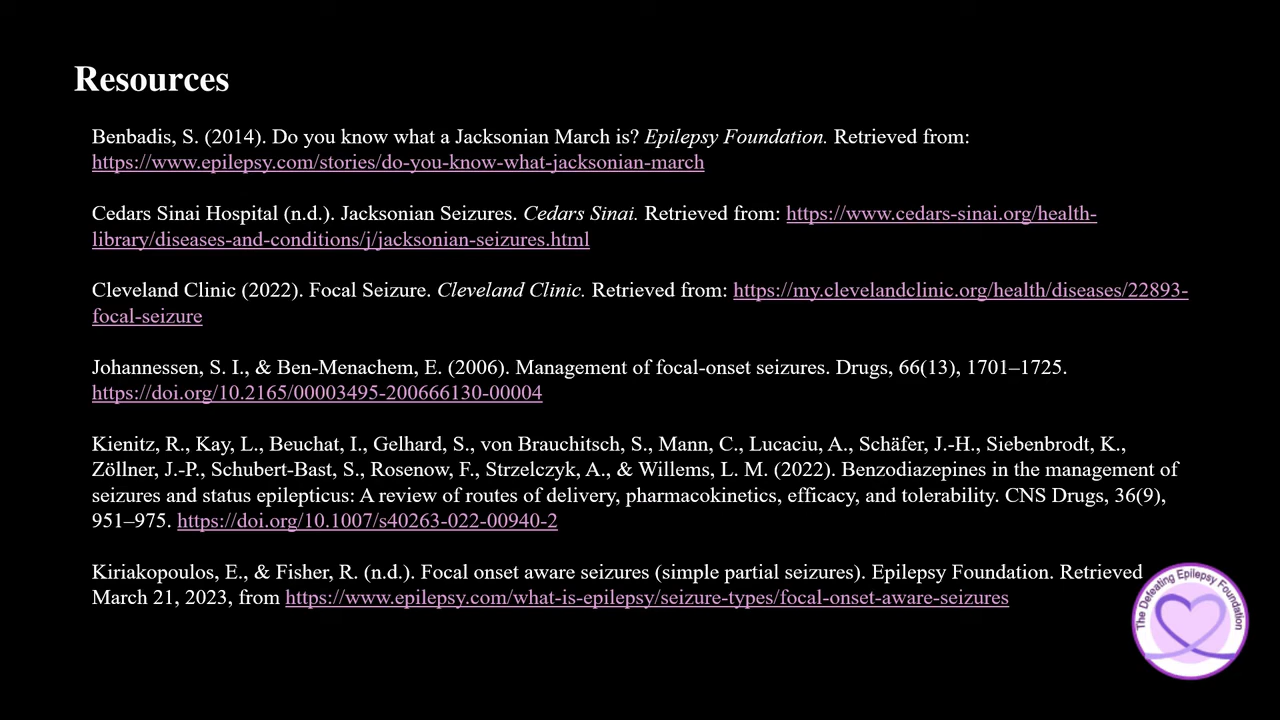 Resources
Benbadis, S. (2014). Do you know what a Jacksonian March is? Epilepsy Foundation. Retrieved from:
https://www.epilepsy.com/stories/do-you-know-what-jacksonian-march
Cedars Sinai Hospital (n.d.). Jacksonian Seizures. Cedars Sinai. Retrieved from: https://www.cedars-sinai.org/health-
library/diseases-and-conditions/j/jacksonian-seizures.html
Cleveland Clinic (2022). Focal Seizure. Cleveland Clinic. Retrieved from: https://my.clevelandclinic.org/health/diseases/22893-
focal-seizure
Johannessen, S. I., & Ben-Menachem, E. (2006). Management of focal-onset seizures. Drugs, 66(13), 1701–1725.
https://doi.org/10.2165/00003495-200666130-00004
Kienitz, R., Kay, L., Beuchat, I., Gelhard, S., von Brauchitsch, S., Mann, C., Lucaciu, A., Schäfer, J.-H., Siebenbrodt, K.,
Zöllner, J.-P., Schubert-Bast, S., Rosenow, F., Strzelczyk, A., & Willems, L. M. (2022). Benzodiazepines in the management of
seizures and status epilepticus: A review of routes of delivery, pharmacokinetics, efficacy, and tolerability. CNS Drugs, 36(9),
951–975. https://doi.org/10.1007/s40263-022-00940-2
Kiriakopoulos, E., & Fisher, R. (n.d.). Focal onset aware seizures (simple partial seizures). Epilepsy Foundation. Retrieved
March 21, 2023, from https://www.epilepsy.com/what-is-epilepsy/seizure-types/focal-onset-aware-seizures
The Defeating Epilepsy Foundation